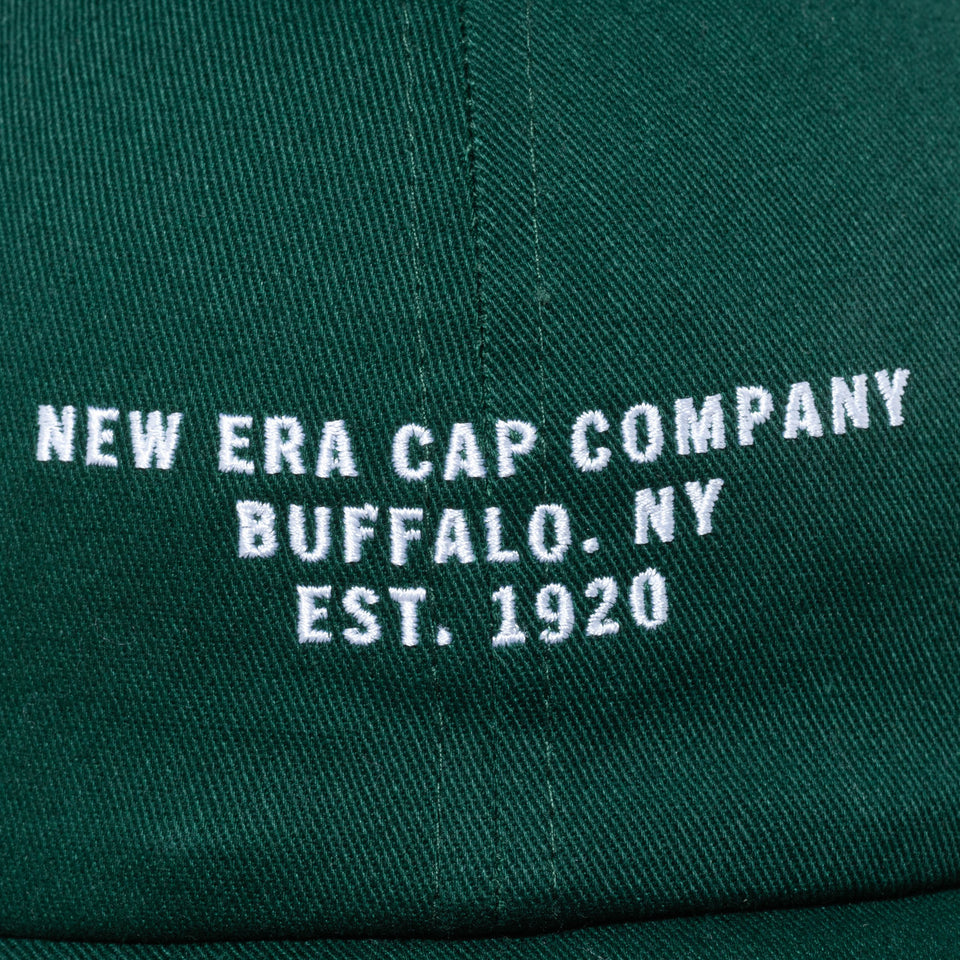 NEW ERA CAP COMPANY
BUFFALO. NY
EST. 1920